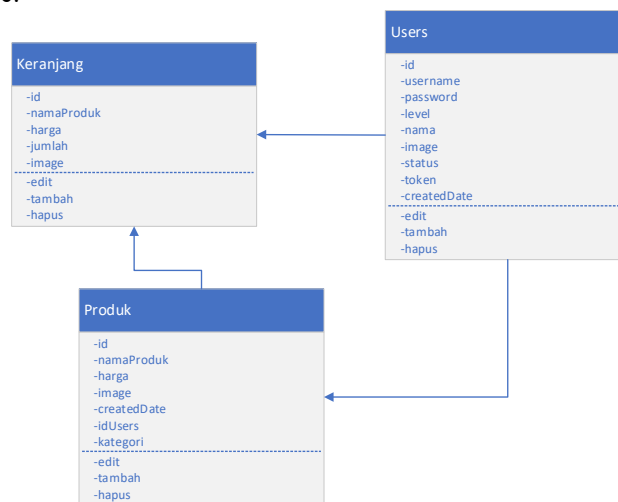 Keranjang
-id
-namaProduk
-harga
-jumlah
-image
-edit
-tambah
-hapus
Users
-id
-username
-password
-level
-nama
-image
-status
-token
-createdDate
-edit
-tambah
-hapus
Produk
-id
-namaProduk
-harga
-image
-createdDate
-idUsers
-kategori
-edit
-tambah
-hapus